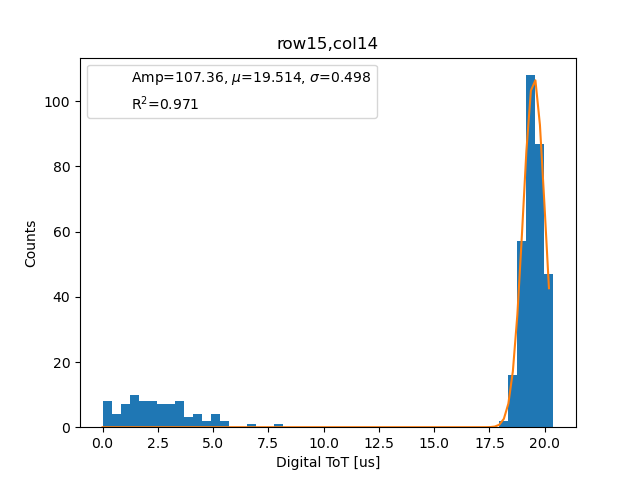 row15,col14
Amp=107.36, μ=19.514, σ=0.498
R²=0.971
100
80
60
40
20
0
Counts
0.0 2.5 5.0 7.5 10.0 12.5 15.0 17.5 20.0
Digital ToT [us]